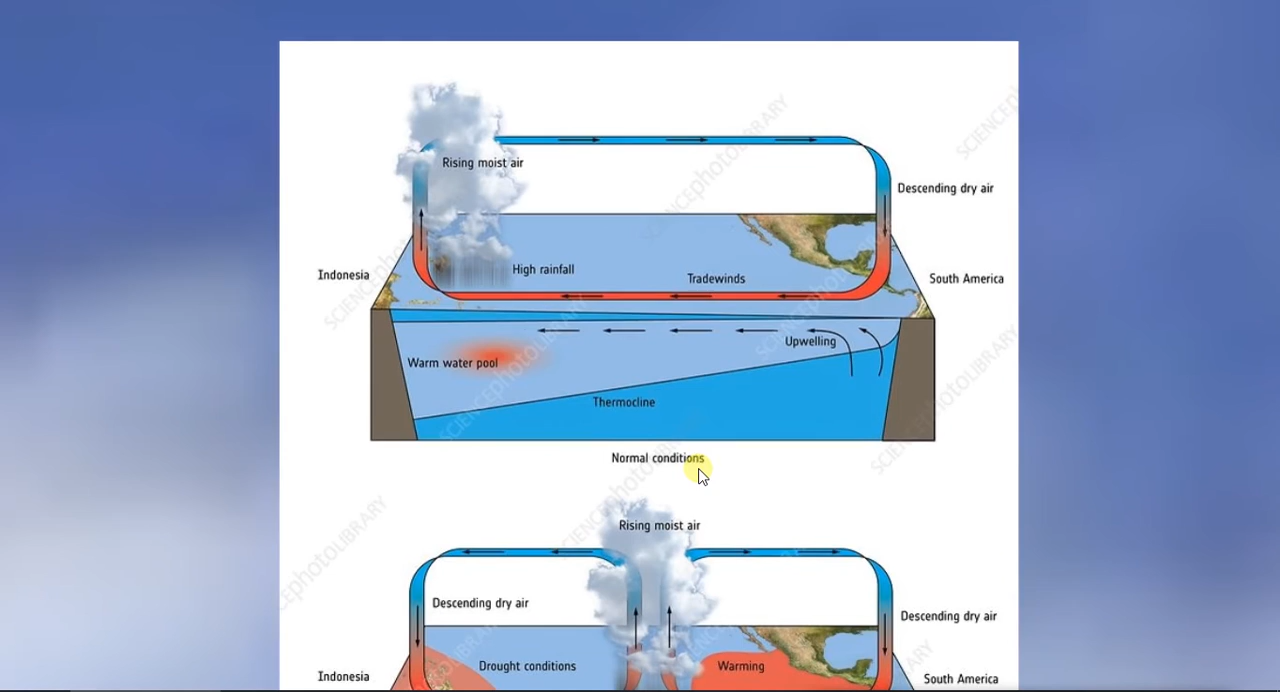 Rising moist air
Descending dry air
Indonesia
High rainfall
Tradewinds
South America
Upwelling
Warm water pool
Thermocline
Normal conditions
Rising moist air
Descending dry air
Descending dry air
Indonesia
Drought conditions
Warming
South America
SCIENCEphotoLIBRARY